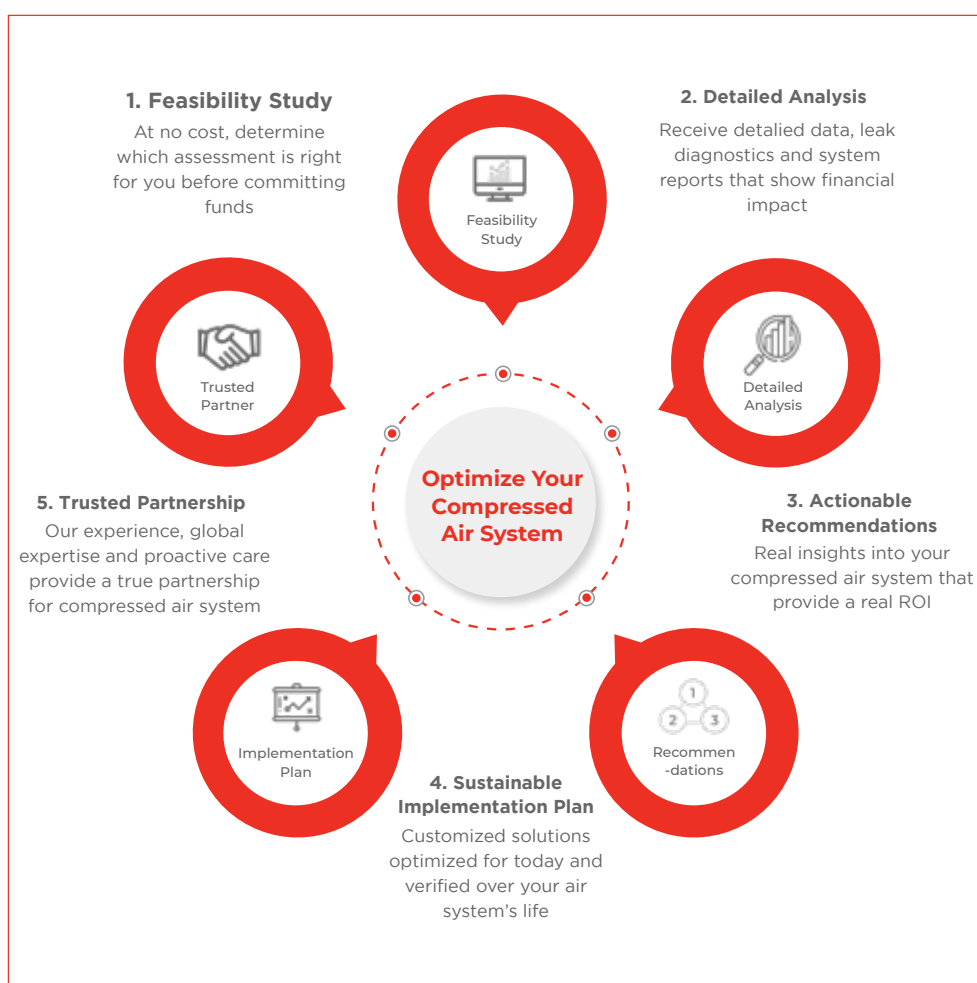 1. Feasibility Study
At no cost, determine
which assessment is right
for you before committing
funds
Feasibility
Study
2. Detailed Analysis
Receive detalied data, leak
diagnostics and system
reports that show financial
impact
Trusted
Partner
Detailed
Analysis
Optimize Your
Compressed
Air System
5. Trusted Partnership
Our experience, global
expertise and proactive care
provide a true partnership
for compressed air system
3. Actionable
Recommendations
Real insights into your
compressed air system that
provide a real ROI
Implementation
Plan
1
2
3
Recommen
-dations
4. Sustainable
Implementation Plan
Customized solutions
optimized for today and
verified over your air
system’s life